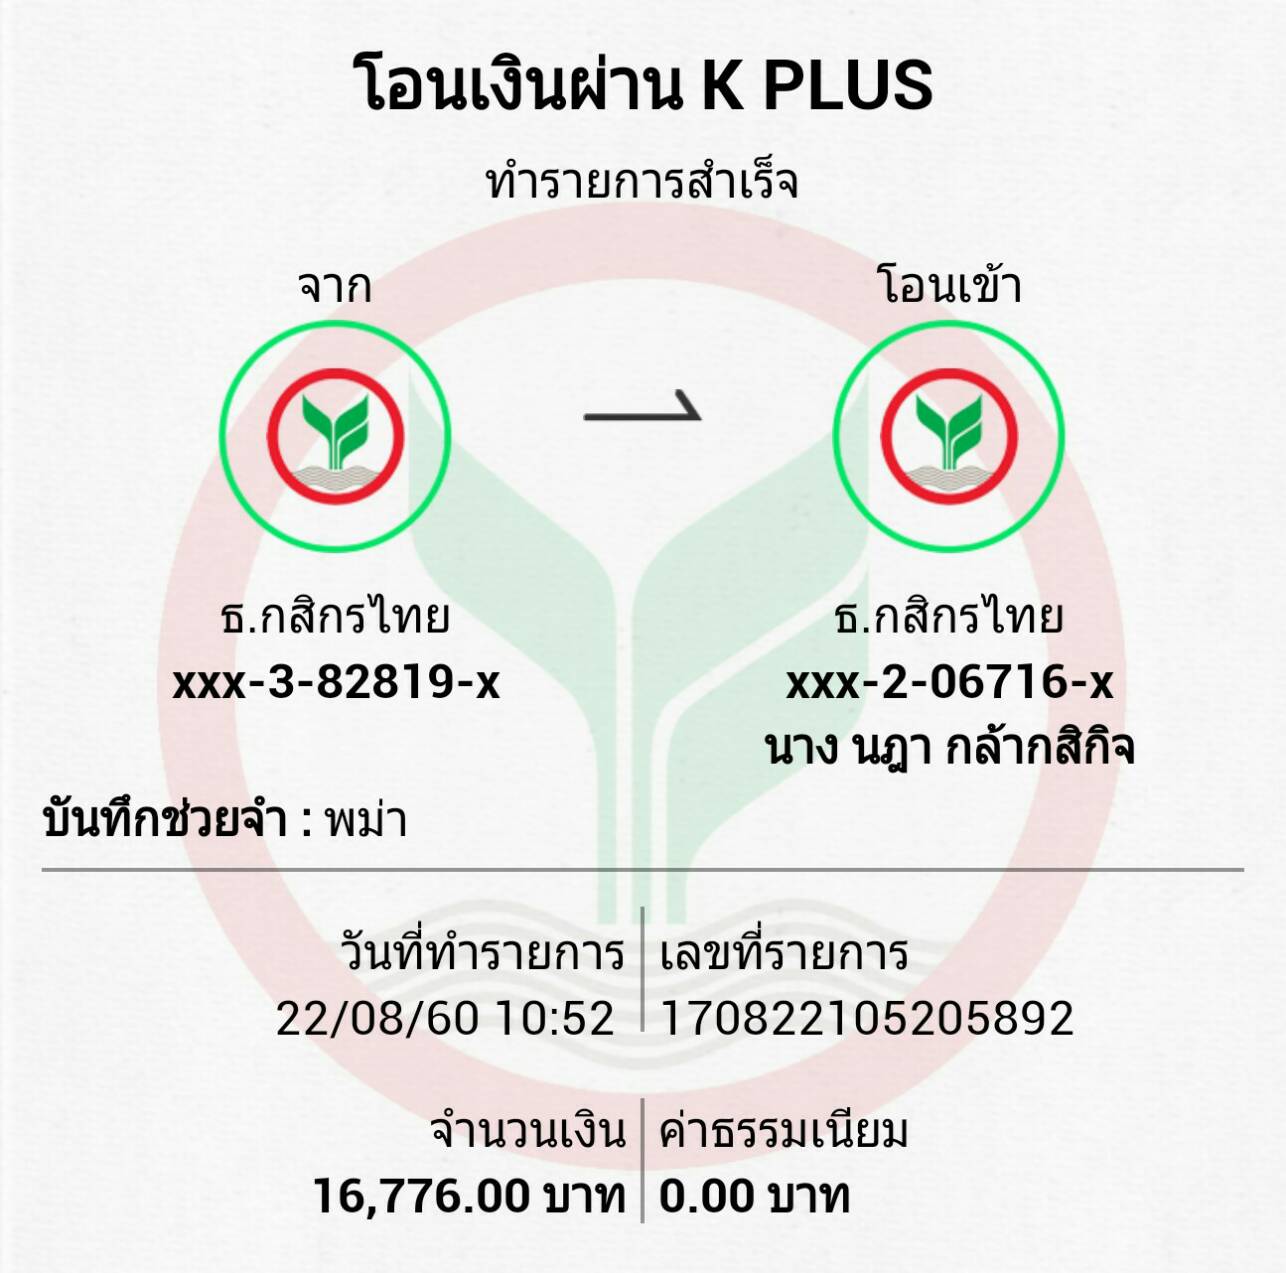 โอนเงินผ่าน K PLUS
ทำรายการสำเร็จ
จาก
โอนเข้า
ธ.กสิกรไทย
xxx-3-82819-x
ธ.กสิกรไทย
xxx-2-06716-x
นาง นฎา กล้ากสิกิจ
บันทึกช่วยจำ : พม่า
วันที่ทำรายการ
22/08/60 10:52
เลขที่รายการ
170822105205892
จำนวนเงิน
16,776.00 บาท
ค่าธรรมเนียม
0.00 บาท